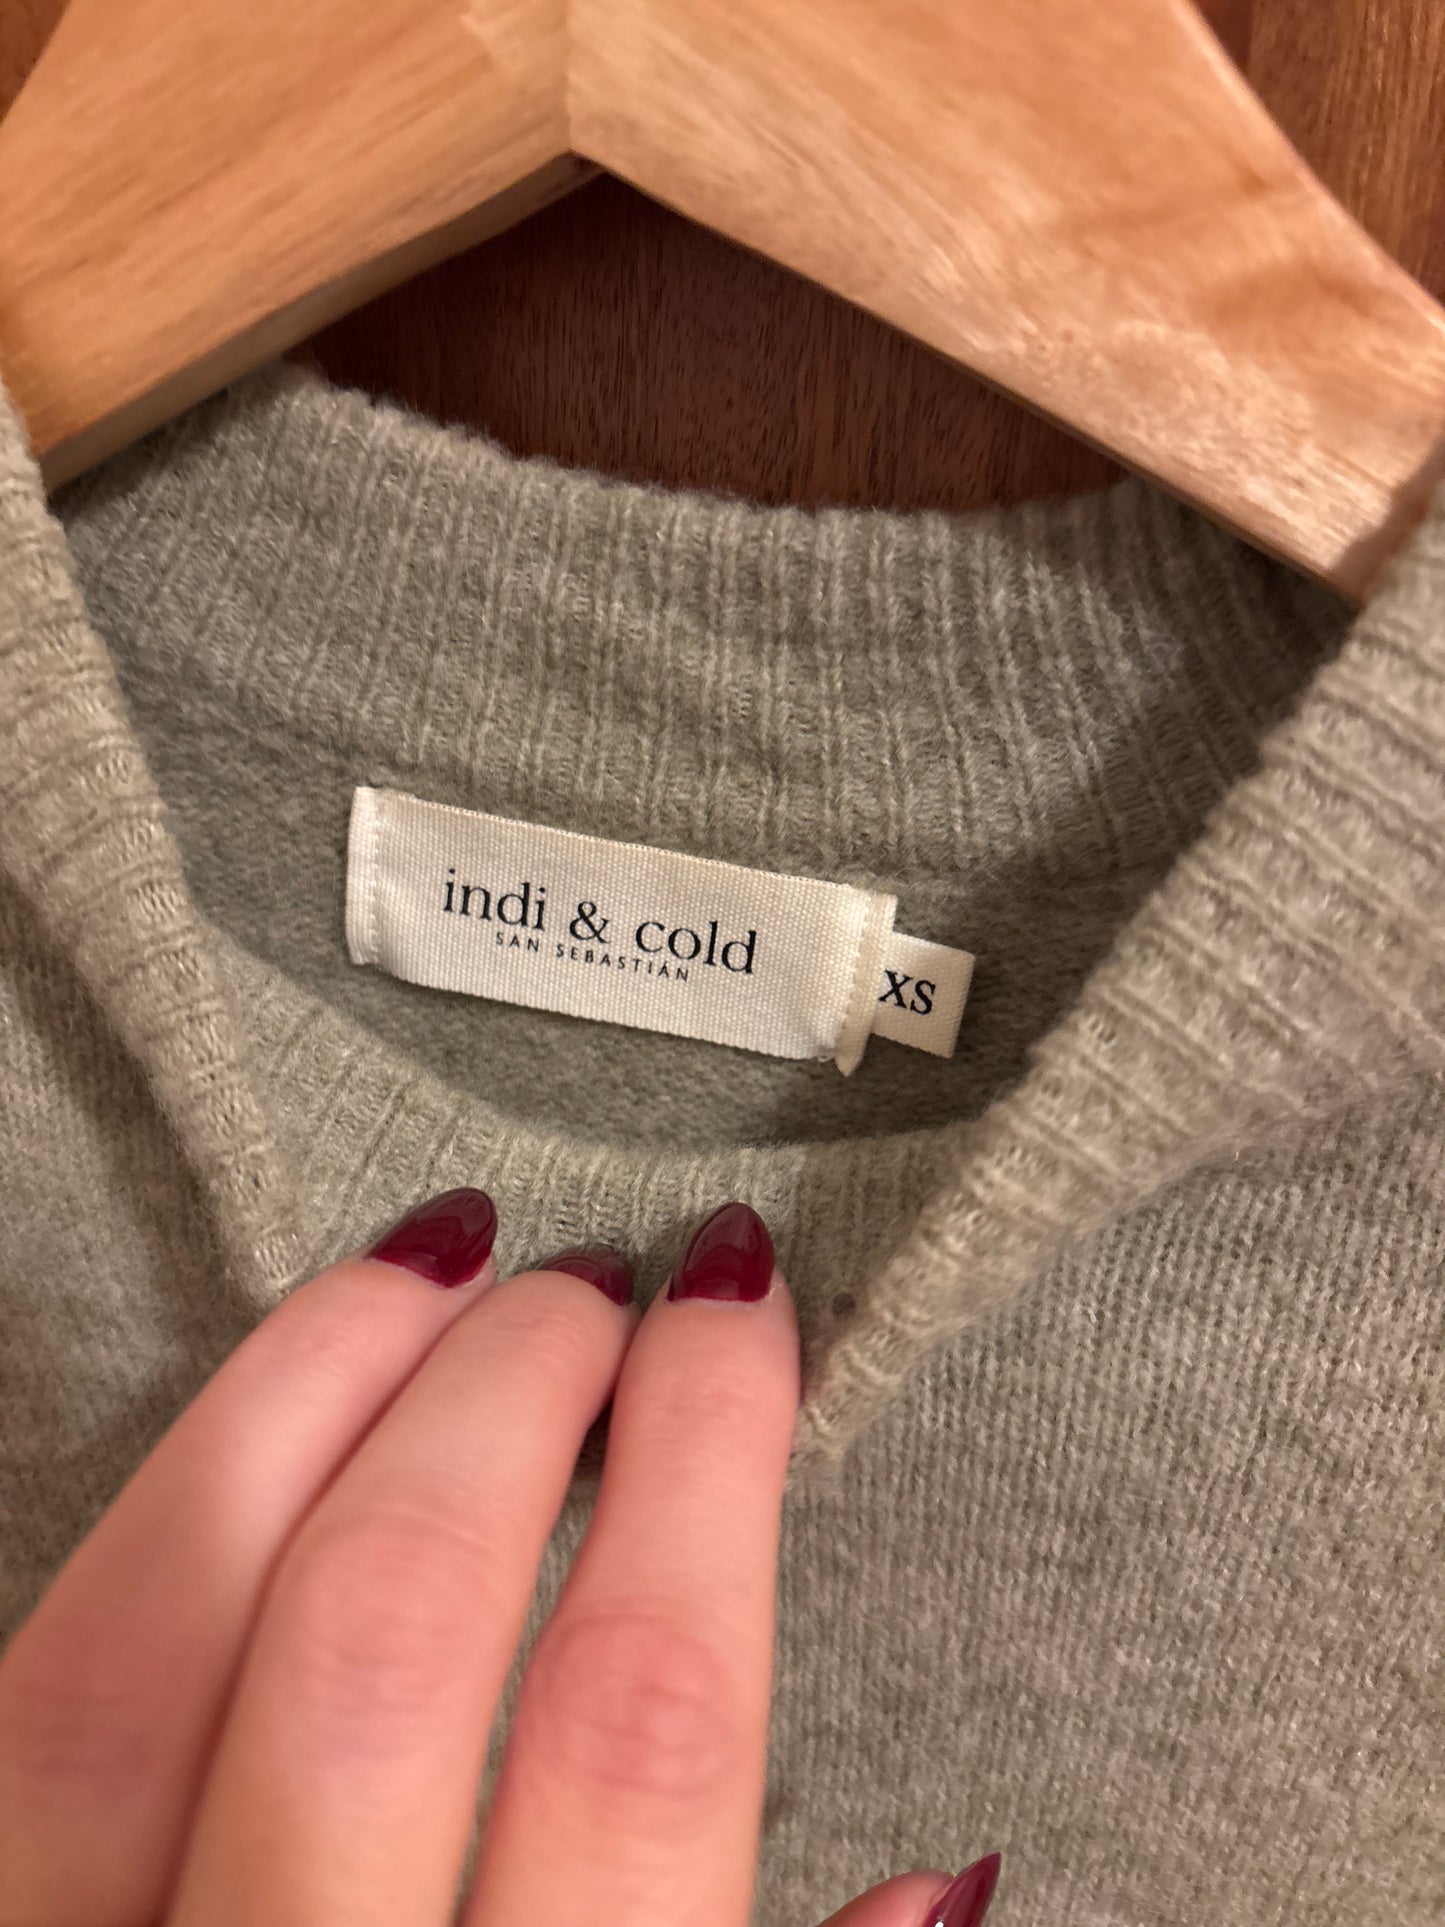 indi & cold
SAN SEBASTIÁN
XS